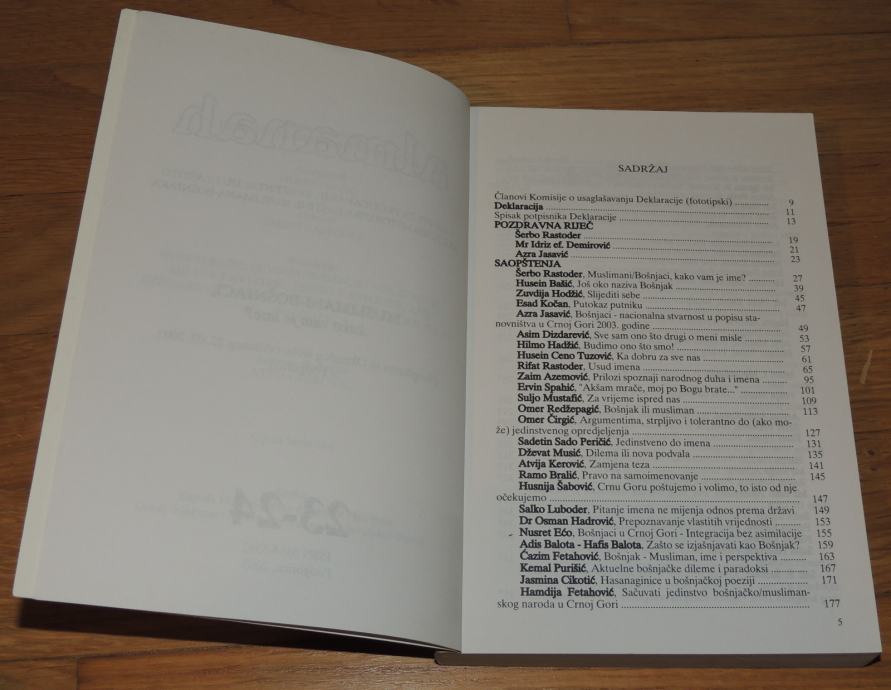 almanah
23-24
SADRŽAJ
Članovi Komisije o usaglašavanju Deklaracije (fototipski) ............ 9
Deklaracija ............ 11
Spisak potpisnika Deklaracije ............ 13
POZDRAVNA RIJEČ
Šerbo Rastoder ............ 19
Mr Idriz ef. Demirović ............ 21
Azra Jasavić ............ 23
SAOPŠTENJA
Šerbo Rastoder, Muslimani/Bošnjaci, kako vam je ime? ............ 27
Husein Bašić, Još oko naziva Bošnjak ............ 39
Zuvdija Hodžić, Slijediti sebe ............ 45
Esad Kočan, Putokaz putniku ............ 47
Azra Jasavić, Bošnjaci - nacionalna stvarnost u popisu sta-
novništva u Crnoj Gori 2003. godine ............ 49
Asim Dizdarević, Sve sam ono što drugi o meni misle ............ 53
Hilmo Hadžić, Budimo ono što smo! ............ 57
Husein Ceno Tuzović, Ka dobru za sve nas ............ 61
Rifat Rastoder, Usud imena ............ 65
Zaim Azemović, Prilozi spoznaji narodnog duha i imena ............ 95
Ervin Spahić, "Akšam mrače, moj po Bogu brate..." ............ 101
Suljo Mustafić, Za vrijeme ispred nas ............ 109
Omer Redžepagić, Bošnjak ili musliman ............ 113
Omer Čirgić, Argumentima, strpljivo i tolerantno do (ako mo-
že) jedinstvenog opredjeljenja ............ 127
Sadetin Sado Peričić, Jedinstveno do imena ............ 131
Dževat Musić, Dilema ili nova podvala ............ 135
Atvija Kerović, Zamjena teza ............ 141
Ramo Bralić, Pravo na samoimenovanje ............ 145
Husnija Šabović, Crnu Goru poštujemo i volimo, to isto od nje
očekujemo ............ 147
Salko Luboder, Pitanje imena ne mijenja odnos prema državi 149
Dr Osman Hadrović, Prepoznavanje vlastitih vrijednosti ............ 153
Nusret Ećo, Bošnjaci u Crnoj Gori - Integracija bez asimilacije 155
Adis Balota - Hafis Balota, Zašto se izjašnjavati kao Bošnjak? 159
Ćazim Fetahović, Bošnjak - Musliman, ime i perspektiva ............ 163
Kemal Purišić, Aktuelne bošnjačke dileme i paradoksi ............ 167
Jasmina Cikotić, Hasanaginice u bošnjačkoj poeziji ............ 171
Hamdija Fetahović, Sačuvati jedinstvo bošnjačko/musliman-
skog naroda u Crnoj Gori ............ 177
5